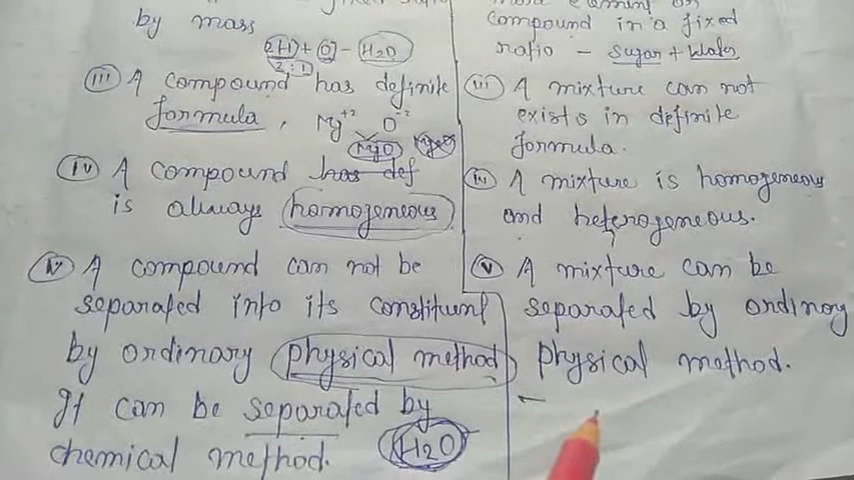 by mass
2H + O - H2O
2:1
iii A compound has definite
formula, Mg+2 O-2
MgO
iv A compound has def
is always homogeneous
iv A compound can not be
separated into its constitunt
by ordinary physical method
It can be separated by
chemical method. H2O
compound in a fixed
ratio - sugar + Water
iii A mixture can not
exists in definite
formula.
iii A mixture is homogeneous
and heterogeneous.
v A mixture can be
separated by ordinory
physical method.